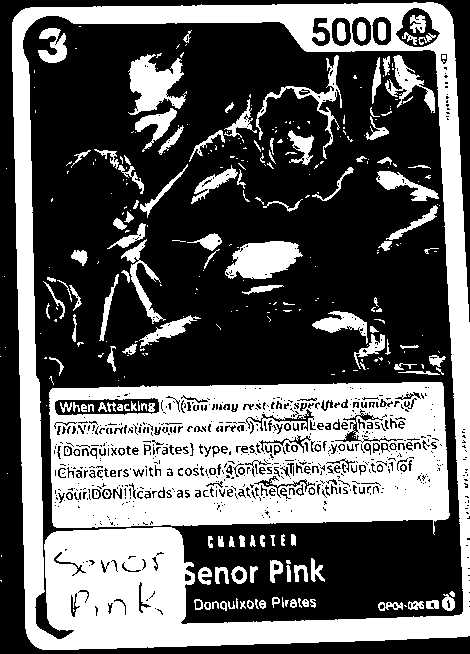 3
5000
特
SPECIAL
When Attacking ① (You may rest the specified number of
DON!! cards in your cost area.): If your Leader has the
{Donquixote Pirates} type, rest up to 1 of your opponent's
Characters with a cost of 4 or less. Then, set up to 1 of
your DON!! cards as active at the end of this turn.
CHARACTER
Senor Pink
Donquixote Pirates
OP04-026
Senor
Pink